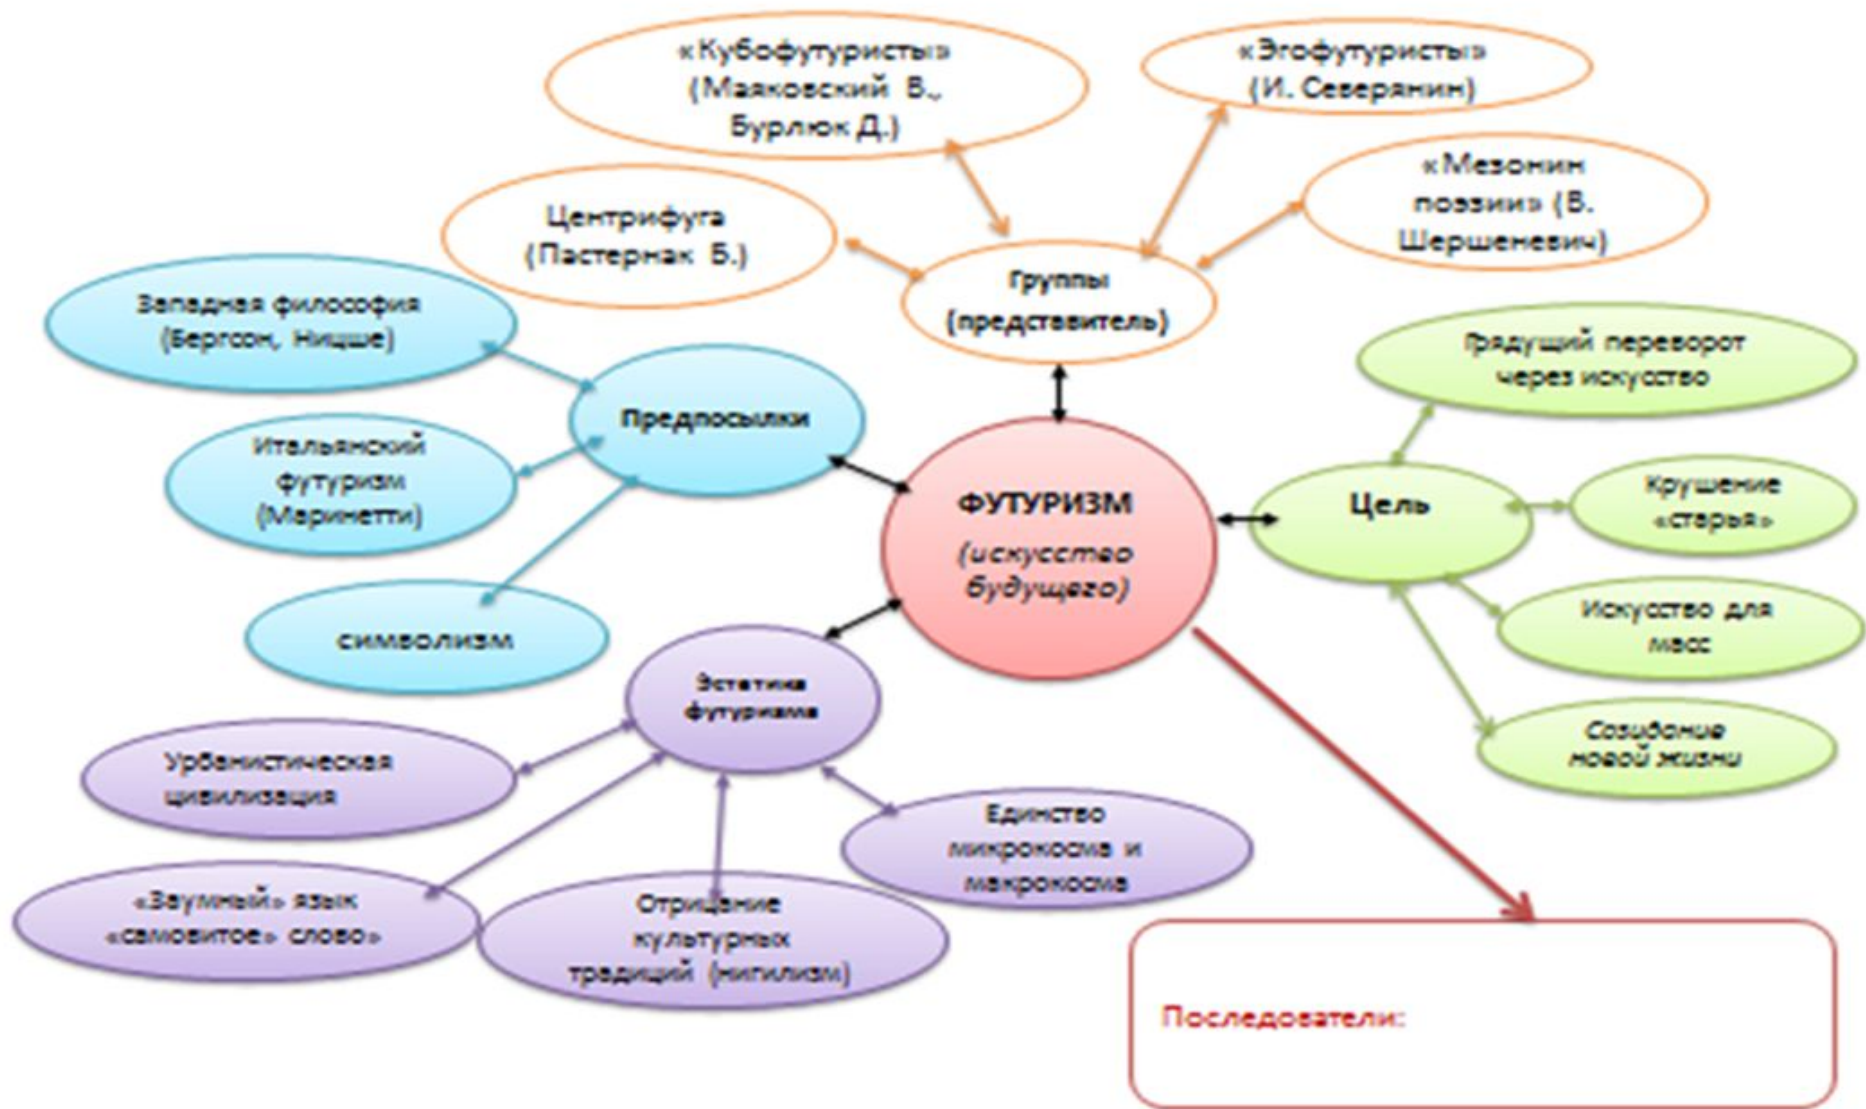 «Кубофутуристы»
(Маяковский В.,
Бурлюк Д.)
«Эгофутуристы»
(И. Северянин)
«Мезонин
поэзии» (В.
Шершеневич)
Центрифуга
(Пастернак Б.)
Группы
(представитель)
Западная философия
(Бергсон, Ницше)
Предпосылки
Итальянский
футуризм
(Маринетти)
символизм
ФУТУРИЗМ
(искусство
будущего)
Грядущий переворот
через искусство
Цель
Крушение
«старья»
Искусство для
масс
Созидание
новой жизни
Эстетика
футуризма
Урбанистическая
цивилизация
«Заумный» язык
«самовитое» слово»
Отрицание
культурных
традиций (нигилизм)
Единство
микрокосма и
макрокосма
Последователи: